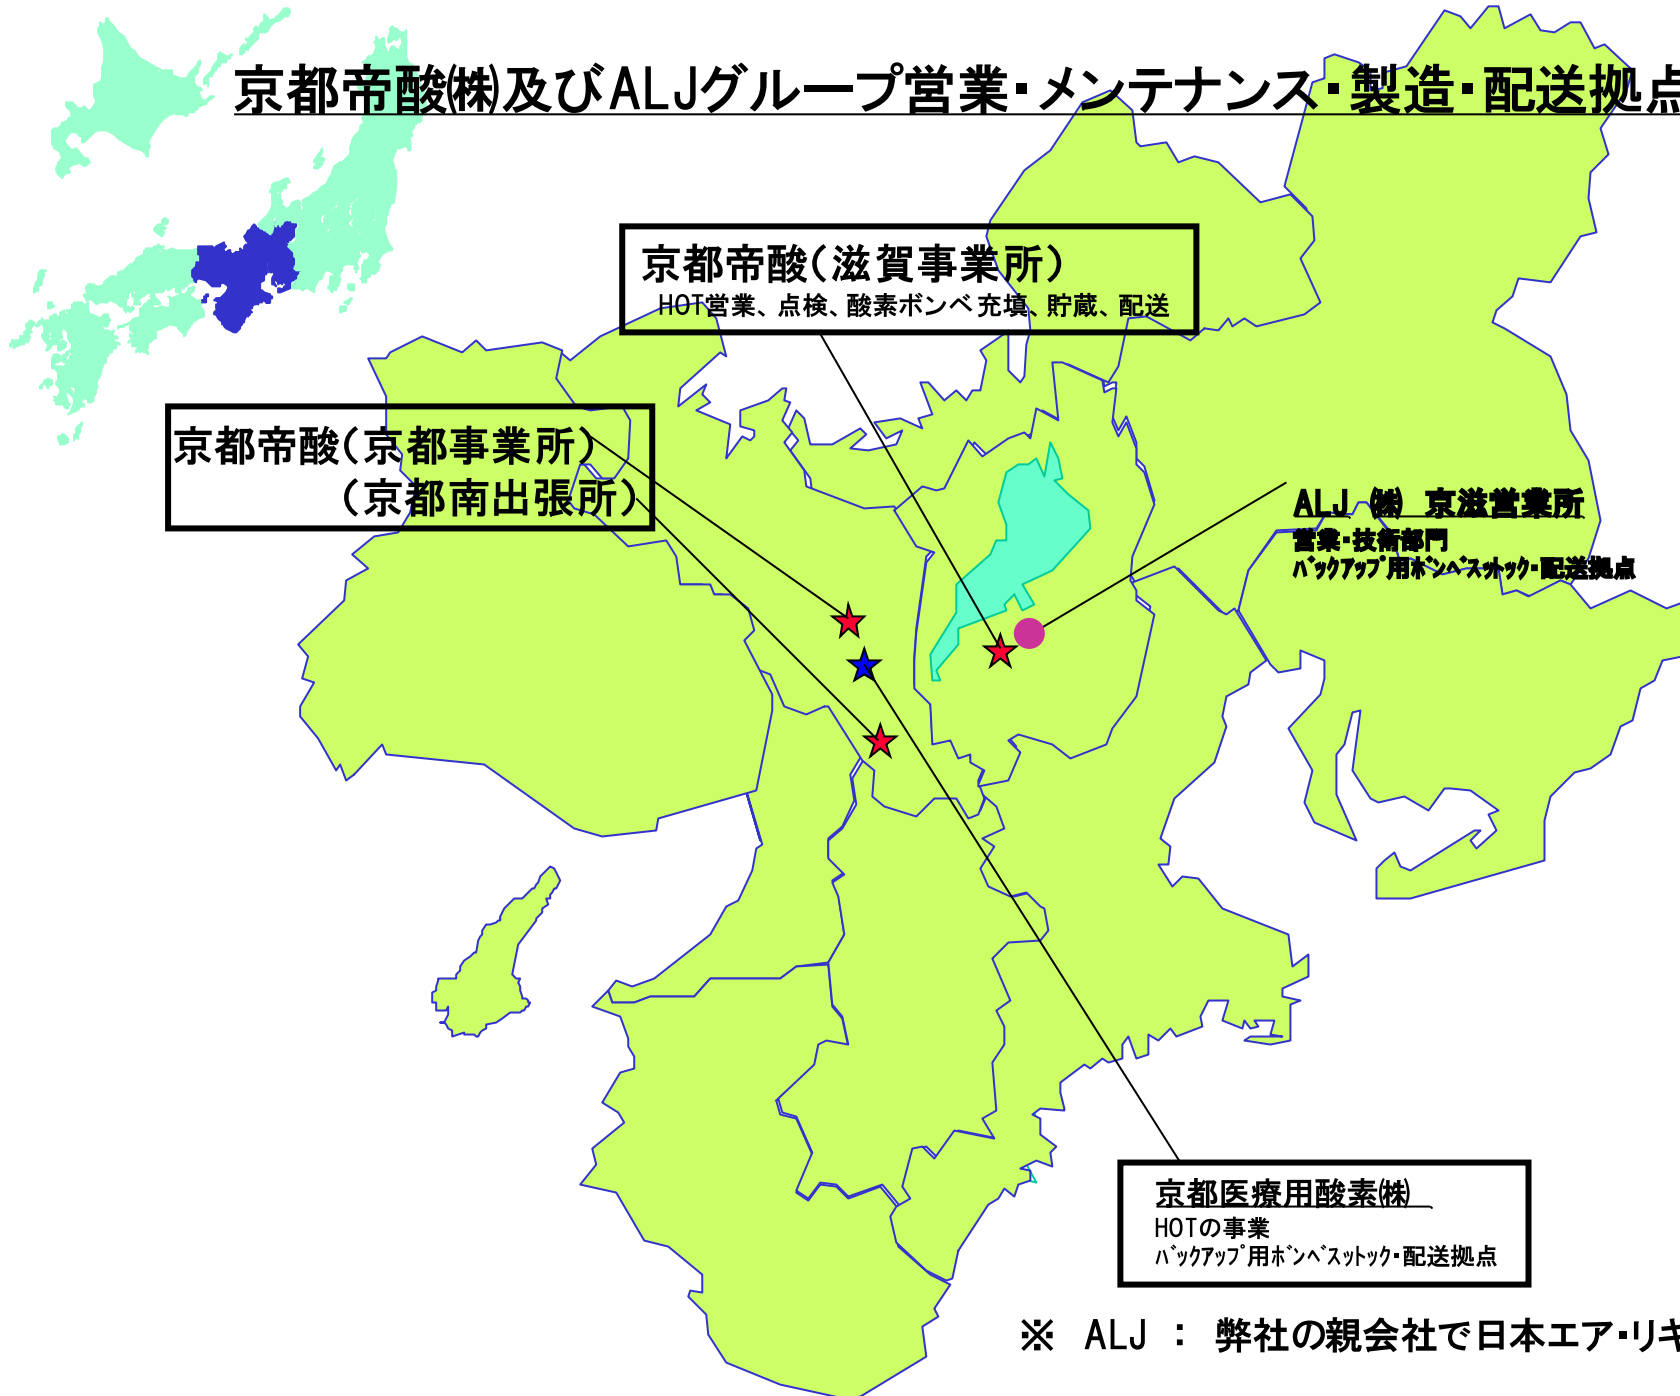 京都帝酸㈱及びALJグループ営業・メンテナンス・製造・配送拠点
京都帝酸(滋賀事業所)
HOT営業、点検、酸素ボンベ充填、貯蔵、配送
京都帝酸(京都事業所)
(京都南出張所)
ALJ ㈱ 京滋営業所
営業・技術部門
ﾊﾞｯｸｱｯﾌﾟ用ﾎﾞﾝﾍﾞｽｯﾄｯｸ・配送拠点
京都医療用酸素㈱
HOTの事業
ﾊﾞｯｸｱｯﾌﾟ用ﾎﾞﾝﾍﾞｽｯﾄｯｸ・配送拠点
※ ALJ : 弊社の親会社で日本エア・リキ